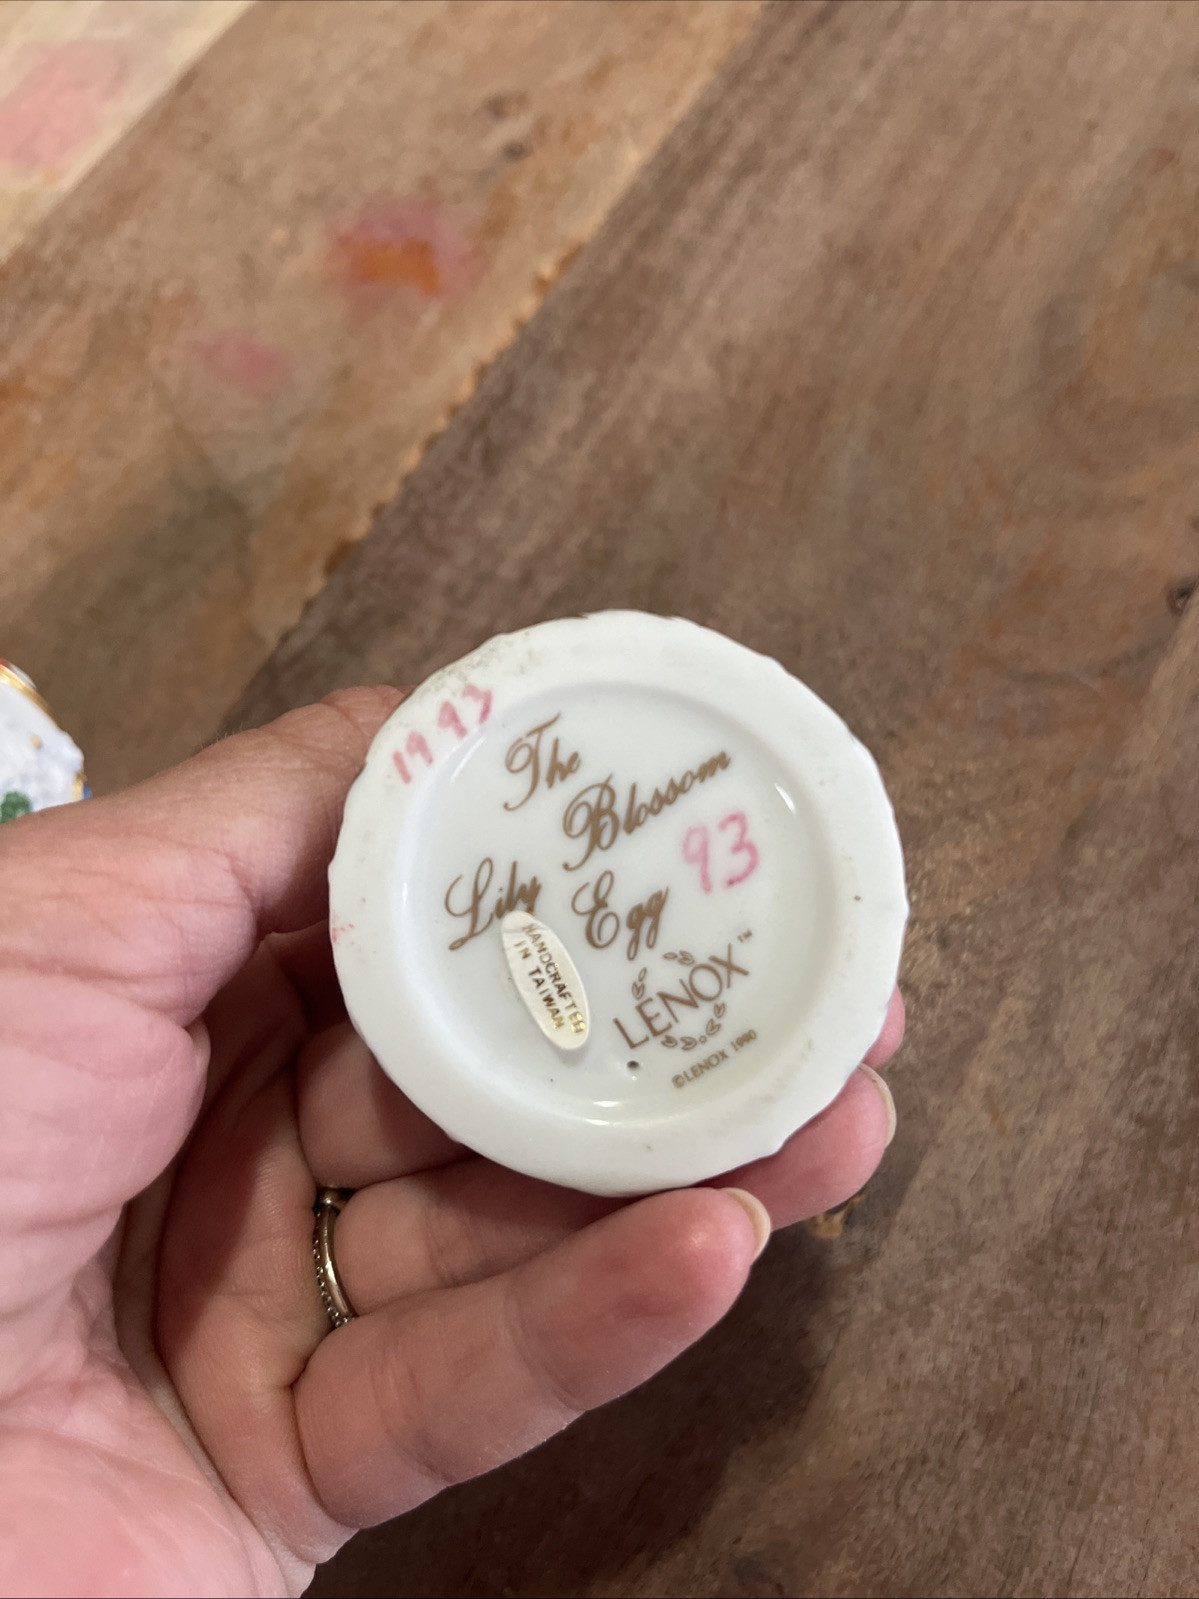 1993
The
Blossom
93
Lily Egg
HANDCRAFTED
IN TAIWAN
LENOX™
©LENOX 1990